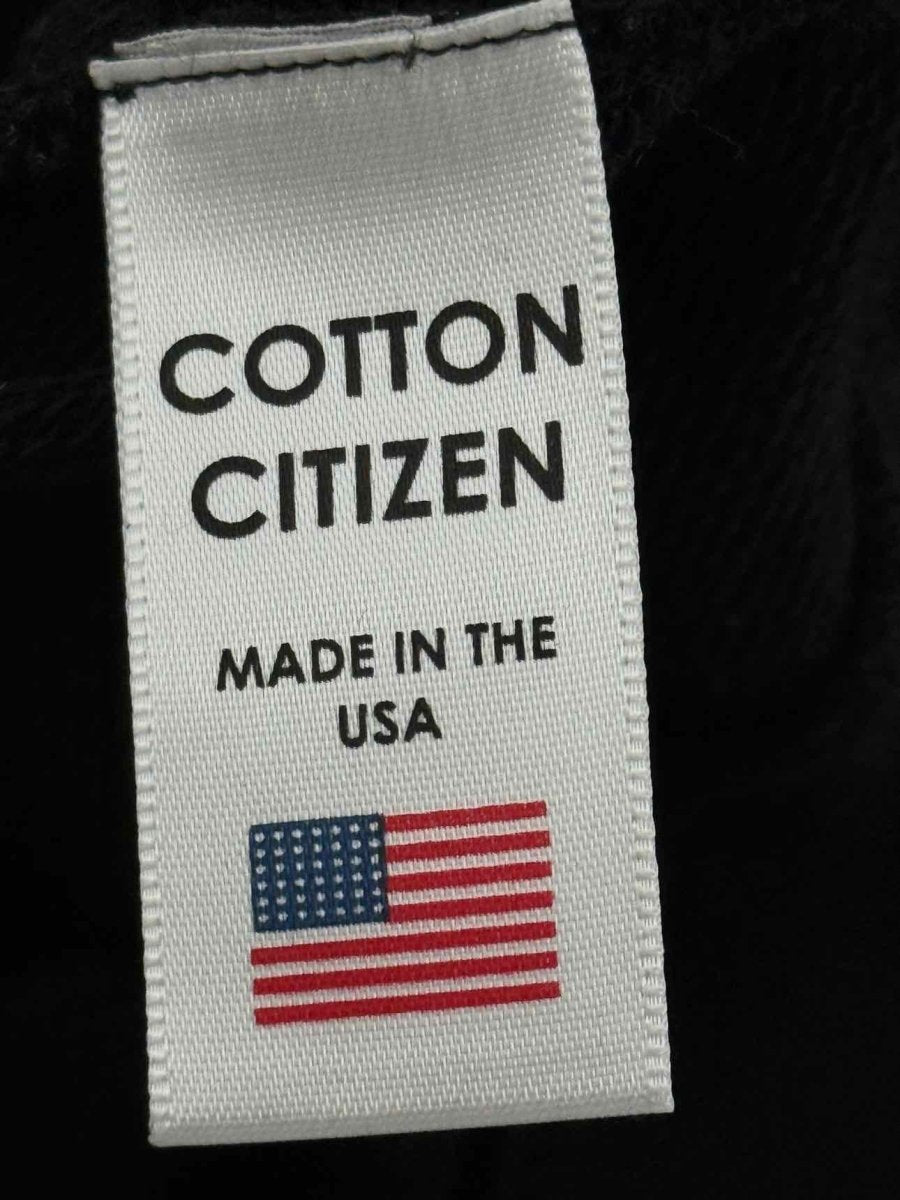 COTTON
CITIZEN
MADE IN THE
USA